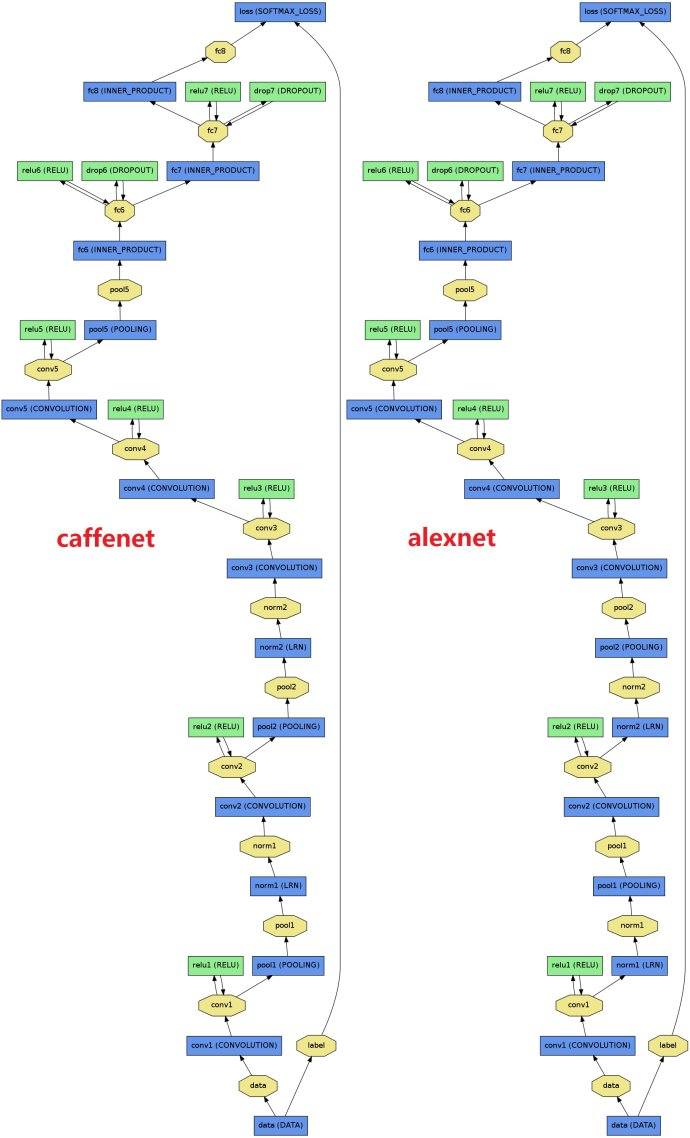 loss (SOFTMAX_LOSS)
fc8
fc8 (INNER_PRODUCT)
relu7 (RELU)
drop7 (DROPOUT)
fc7
relu6 (RELU)
drop6 (DROPOUT)
fc7 (INNER_PRODUCT)
fc6
fc6 (INNER_PRODUCT)
pool5
relu5 (RELU)
pool5 (POOLING)
conv5
conv5 (CONVOLUTION)
relu4 (RELU)
conv4
conv4 (CONVOLUTION)
relu3 (RELU)
conv3
caffenet
conv3 (CONVOLUTION)
norm2
norm2 (LRN)
pool2
relu2 (RELU)
pool2 (POOLING)
conv2
conv2 (CONVOLUTION)
norm1
norm1 (LRN)
pool1
relu1 (RELU)
pool1 (POOLING)
conv1
conv1 (CONVOLUTION)
label
data
data (DATA)
loss (SOFTMAX_LOSS)
fc8
fc8 (INNER_PRODUCT)
relu7 (RELU)
drop7 (DROPOUT)
fc7
relu6 (RELU)
drop6 (DROPOUT)
fc7 (INNER_PRODUCT)
fc6
fc6 (INNER_PRODUCT)
pool5
relu5 (RELU)
pool5 (POOLING)
conv5
conv5 (CONVOLUTION)
relu4 (RELU)
conv4
conv4 (CONVOLUTION)
relu3 (RELU)
conv3
alexnet
conv3 (CONVOLUTION)
pool2
pool2 (POOLING)
norm2
relu2 (RELU)
norm2 (LRN)
conv2
conv2 (CONVOLUTION)
pool1
pool1 (POOLING)
norm1
relu1 (RELU)
norm1 (LRN)
conv1
conv1 (CONVOLUTION)
label
data
data (DATA)